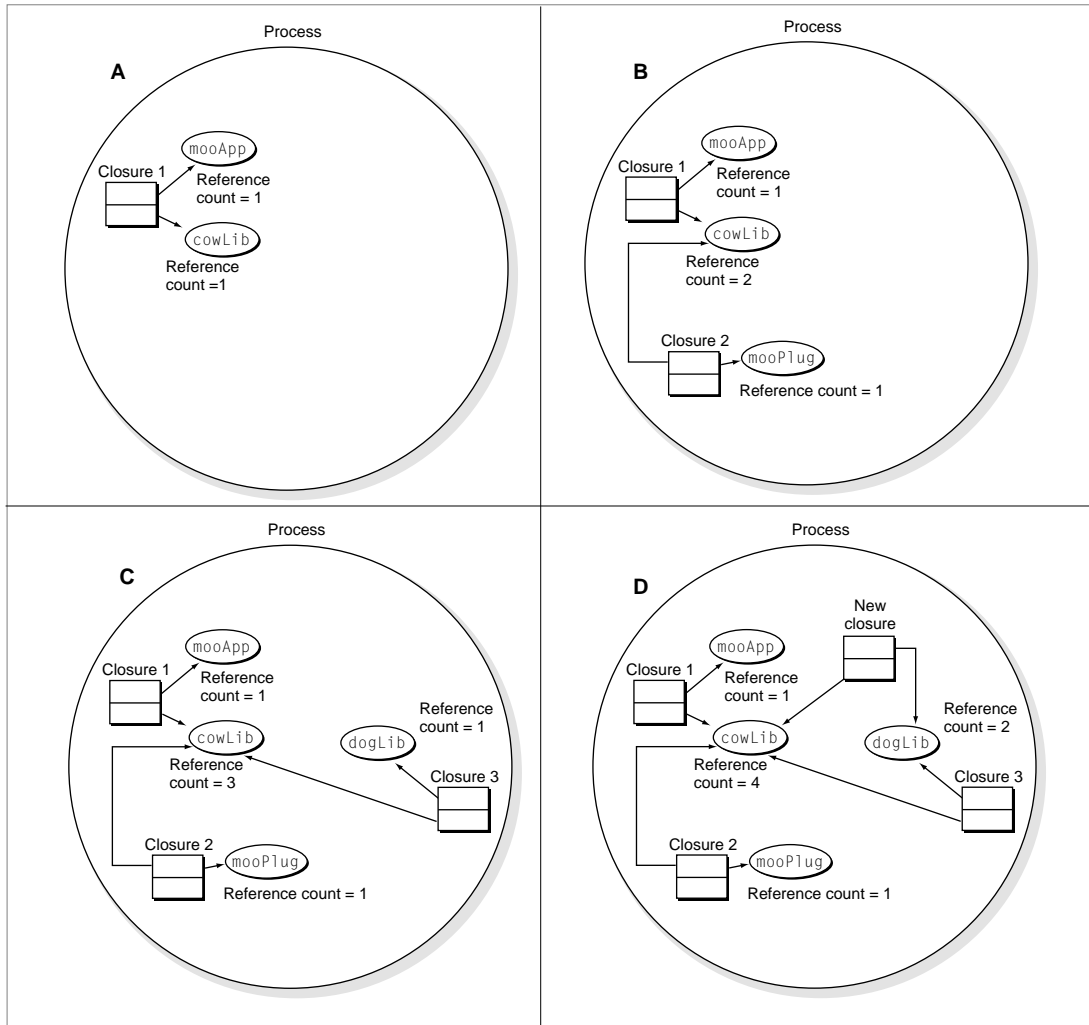 Process
A
mooApp
Closure 1
Reference
count = 1
cowLib
Reference
count =1
Process
B
mooApp
Closure 1
Reference
count = 1
cowLib
Reference
count = 2
Closure 2
mooPlug
Reference count = 1
Process
C
mooApp
Closure 1
Reference
count = 1
Reference
count = 1
cowLib
dogLib
Reference
count = 3
Closure 3
Closure 2
mooPlug
Reference count = 1
Process
D
New
closure
mooApp
Closure 1
Reference
count = 1
Reference
count = 2
cowLib
dogLib
Reference
count = 4
Closure 3
Closure 2
mooPlug
Reference count = 1